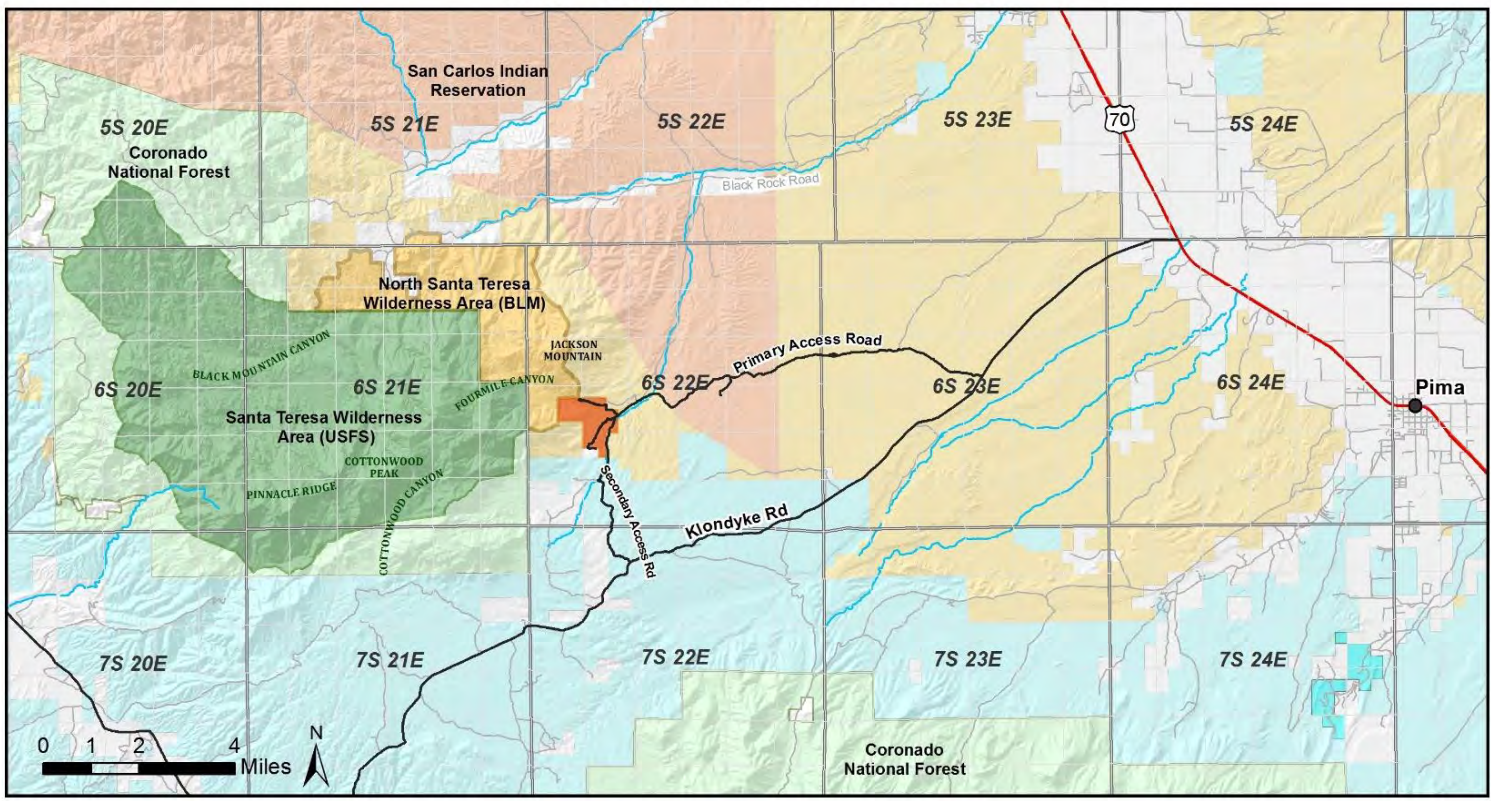 San Carlos Indian
Reservation
5S 20E
5S 21E
5S 22E
5S 23E
70
5S 24E
Coronado
National Forest
Black Rock Road
North Santa Teresa
Wilderness Area (BLM)
JACKSON
MOUNTAIN
BLACK MOUNTAIN CANYON
Primary Access Road
6S 20E
6S 21E
FOURMILE CANYON
6S 22E
6S 23E
6S 24E
Pima
Santa Teresa Wilderness
Area (USFS)
COTTONWOOD
PEAK
PINNACLE RIDGE
COTTONWOOD CANYON
Secondary Access Rd
Klondyke Rd
7S 20E
7S 21E
7S 22E
7S 23E
7S 24E
N
0 1 2 4
Miles
Coronado
National Forest